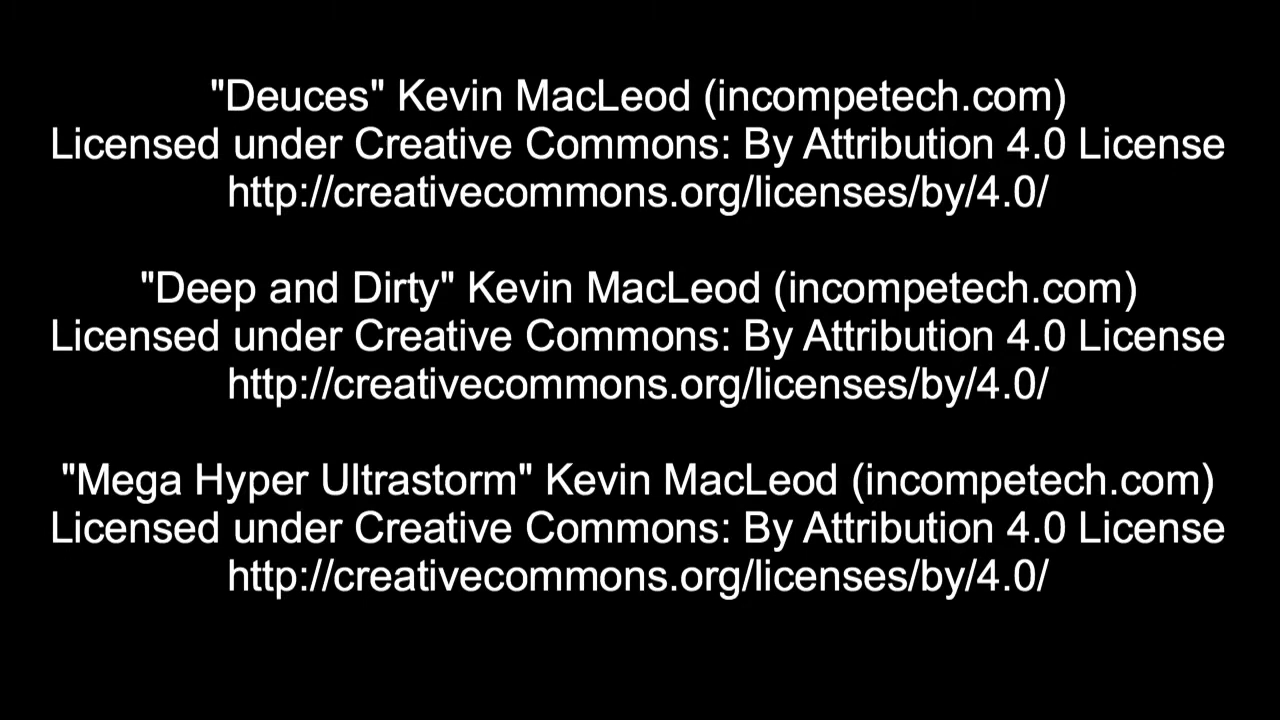 "Deuces" Kevin MacLeod (incompetech.com)
Licensed under Creative Commons: By Attribution 4.0 License
http://creativecommons.org/licenses/by/4.0/
"Deep and Dirty" Kevin MacLeod (incompetech.com)
Licensed under Creative Commons: By Attribution 4.0 License
http://creativecommons.org/licenses/by/4.0/
"Mega Hyper Ultrastorm" Kevin MacLeod (incompetech.com)
Licensed under Creative Commons: By Attribution 4.0 License
http://creativecommons.org/licenses/by/4.0/